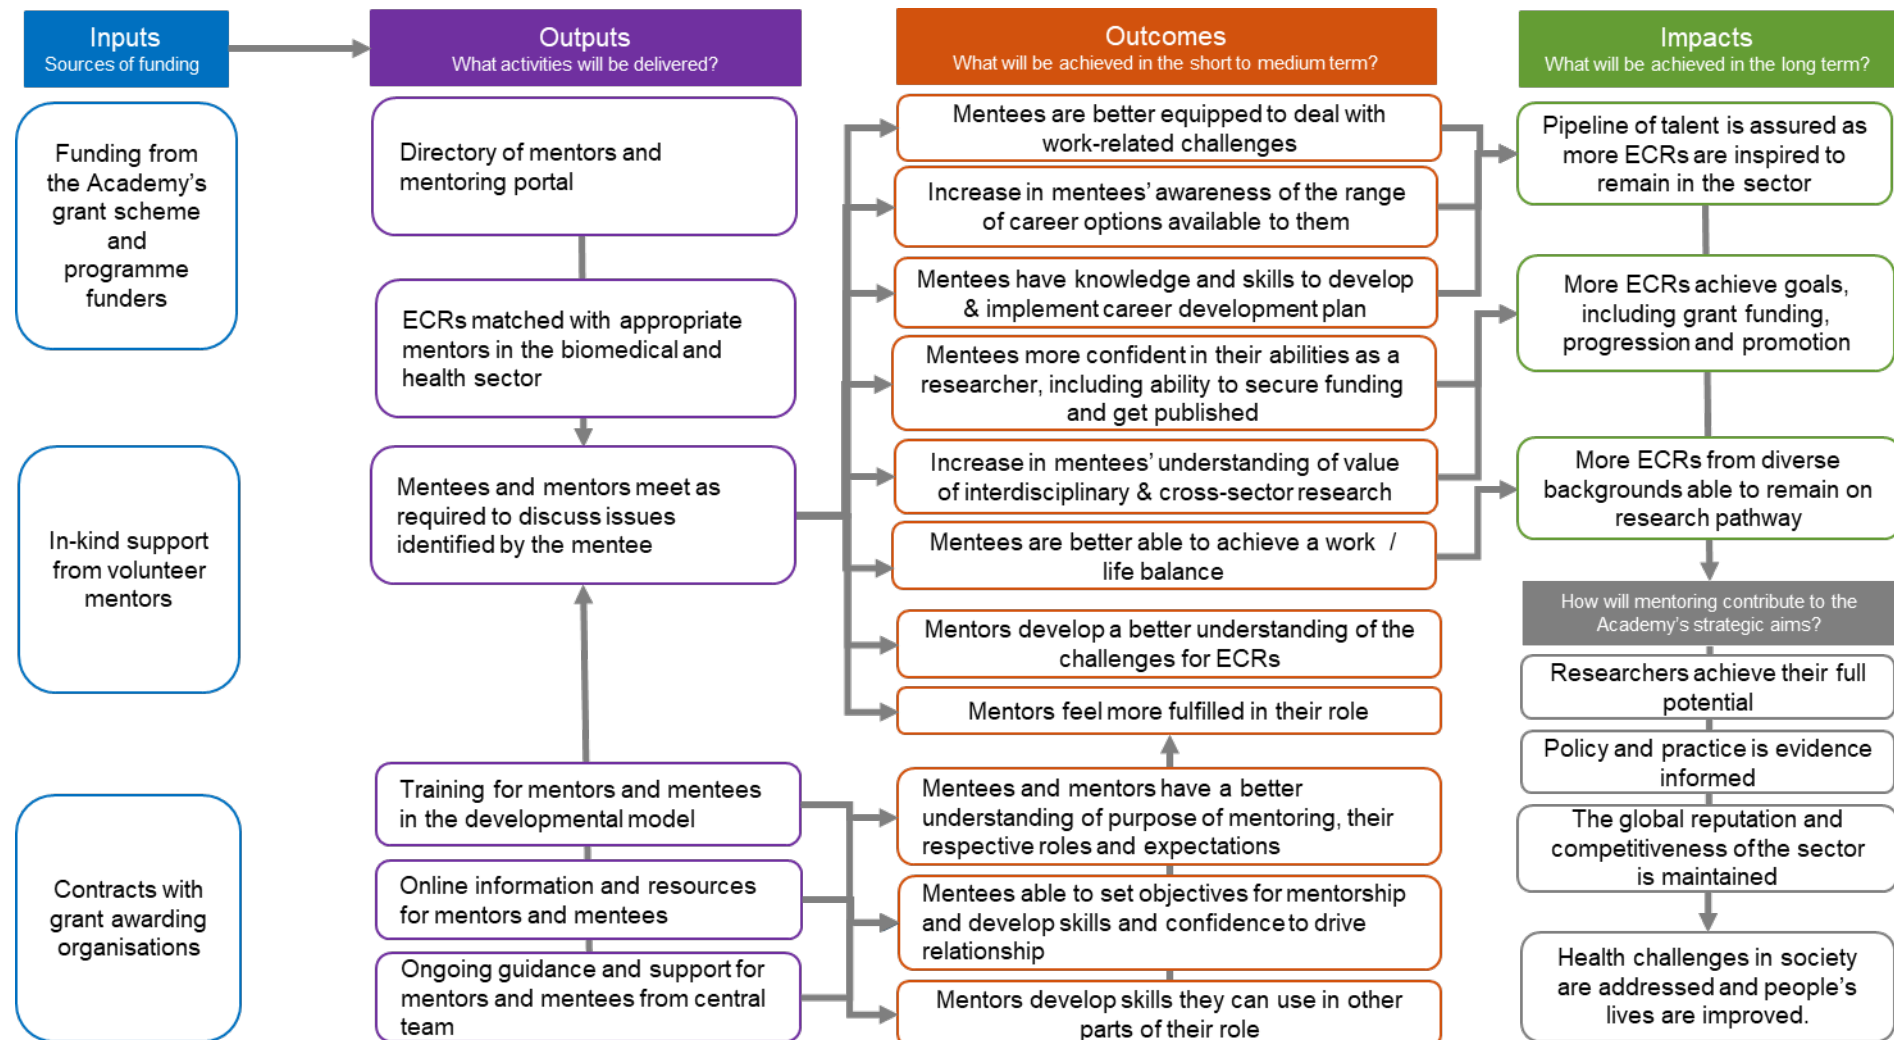 Inputs
Sources of funding
Funding from
the Academy's
grant scheme
and
programme
funders
In-kind support
from volunteer
mentors
Contracts with
grant awarding
organisations
Outputs
What activities will be delivered?
Directory of mentors and
mentoring portal
ECRs matched with appropriate
mentors in the biomedical and
health sector
Mentees and mentors meet as
required to discuss issues
identified by the mentee
Training for mentors and mentees
in the developmental model
Online information and resources
for mentors and mentees
Ongoing guidance and support for
mentors and mentees from central
team
Outcomes
What will be achieved in the short to medium term?
Mentees are better equipped to deal with
work-related challenges
Increase in mentees' awareness of the range
of career options available to them
Mentees have knowledge and skills to develop
& implement career development plan
Mentees more confident in their abilities as a
researcher, including ability to secure funding
and get published
Increase in mentees' understanding of value
of interdisciplinary & cross-sector research
Mentees are better able to achieve a work /
life balance
Mentors develop a better understanding of the
challenges for ECRs
Mentors feel more fulfilled in their role
Mentees and mentors have a better
understanding of purpose of mentoring, their
respective roles and expectations
Mentees able to set objectives for mentorship
and develop skills and confidence to drive
relationship
Mentors develop skills they can use in other
parts of their role
Impacts
What will be achieved in the long term?
Pipeline of talent is assured as
more ECRs are inspired to
remain in the sector
More ECRs achieve goals,
including grant funding,
progression and promotion
More ECRs from diverse
backgrounds able to remain on
research pathway
How will mentoring contribute to the
Academy's strategic aims?
Researchers achieve their full
potential
Policy and practice is evidence
informed
The global reputation and
competitiveness of the sector
is maintained
Health challenges in society
are addressed and people's
lives are improved.